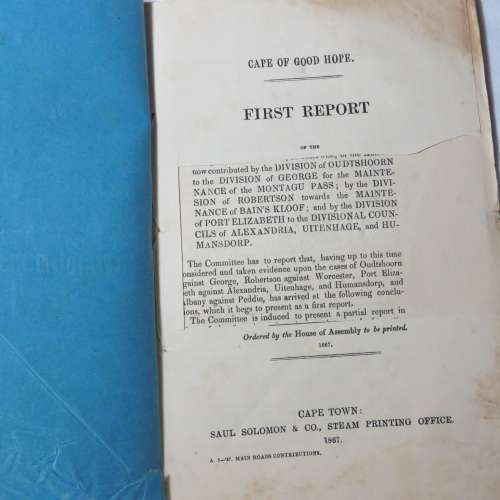 CAPE OF GOOD HOPE.
FIRST REPORT
OF THE
now contributed by the DIVISION of OUDTSHOORN
to the DIVISION of GEORGE for the MAINTE-
NANCE of the MONTAGU PASS; by the DIVI-
SION of ROBERTSON towards the MAINTE-
NANCE of BAIN'S KLOOF; and by the DIVISION
of PORT ELIZABETH to the DIVISIONAL COUN-
CILS of ALEXANDRIA, UITENHAGE, and HU-
MANSDORP.
The Committee has to report that, having up to this time
onsidered and taken evidence upon the cases of Oudtshoorn
gainst George, Robertson against Worcester, Port Eliza-
eth against Alexandria, Uitenhage, and Humansdorp, and
lbany against Peddie, has arrived at the following conclu-
ions, which it begs to present as a first report.
The Committee is induced to present a partial report in
Ordered by the House of Assembly to be printed.
1867.
CAPE TOWN:
SAUL SOLOMON & CO., STEAM PRINTING OFFICE.
1867.
MAIN ROADS CONTRIBUTIONS.